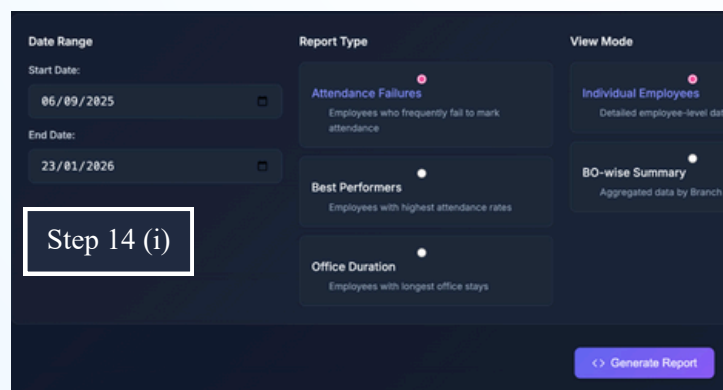 Date Range
Start Date:
06/09/2025
End Date:
23/01/2026
Step 14 (i)
Report Type
Attendance Failures
Employees who frequently fail to mark
attendance
Best Performers
Employees with highest attendance rates
Office Duration
Employees with longest office stays
View Mode
Individual Employees
Detailed employee-level dat
BO-wise Summary
Aggregated data by Branch
<> Generate Report